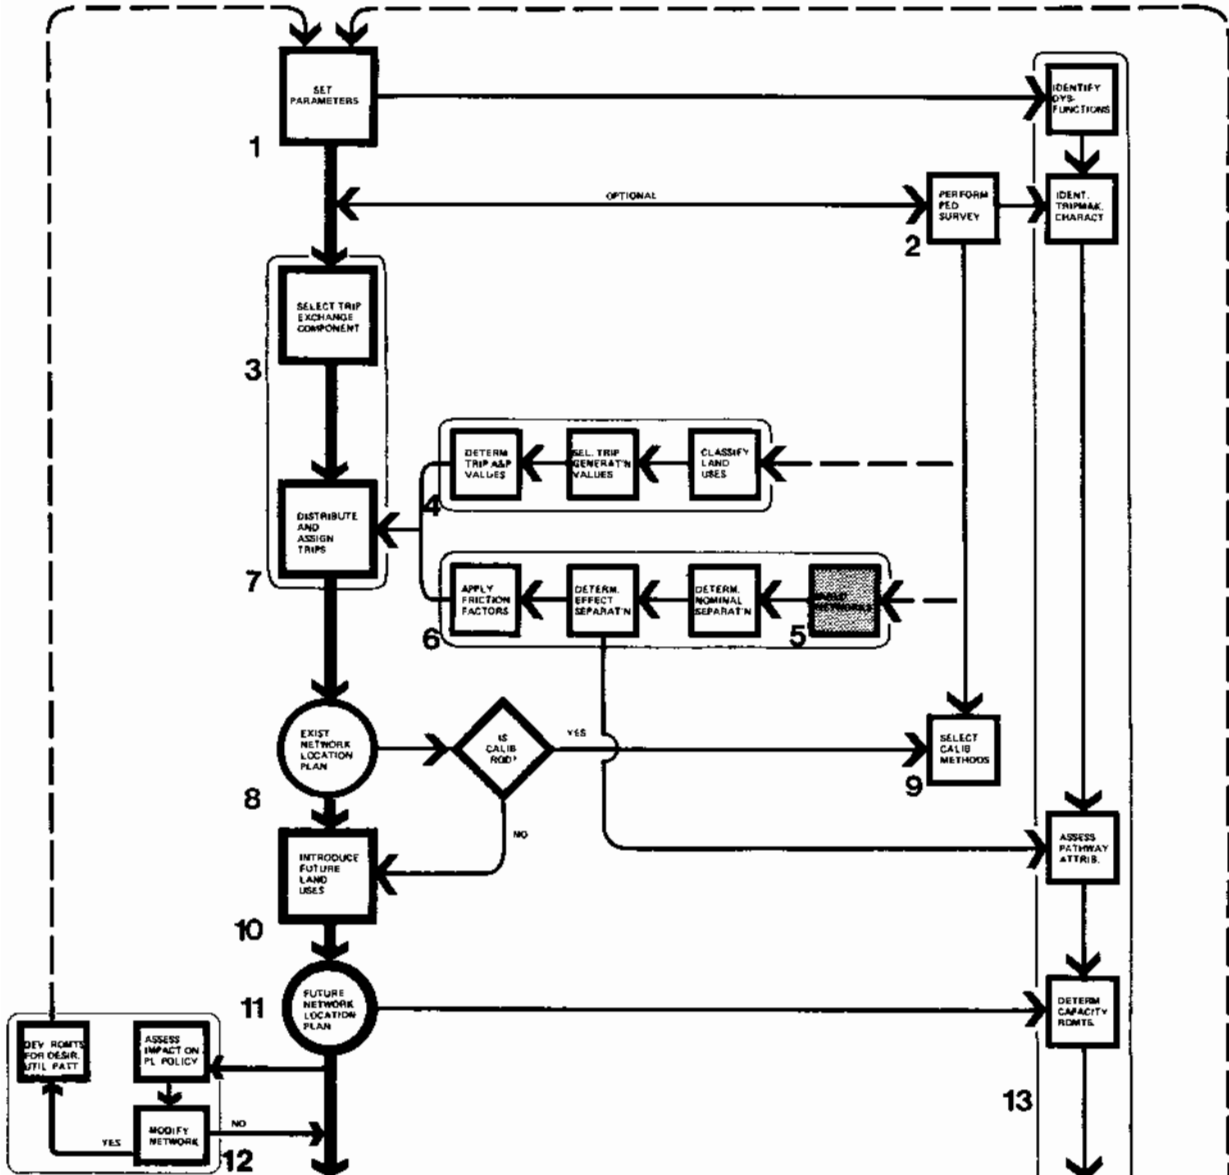 SET
PARAMETERS
1
IDENTIFY
DYS-
FUNCTIONS
OPTIONAL
PERFORM
PED
SURVEY
2
IDENT.
TRIPMAK.
CHARACT
SELECT TRIP
EXCHANGE
COMPONENT
3
DETERM
TRIP A&P
VALUES
4
SEL. TRIP
GENERAT'N
VALUES
CLASSIFY
LAND
USES
DISTRIBUTE
AND
ASSIGN
TRIPS
7
APPLY
FRICTION
FACTORS
6
DETERM.
EFFECT
SEPARAT'N
DETERM.
NOMINAL
SEPARAT'N
NETWORKS
5
EXIST
NETWORK
LOCATION
PLAN
8
IS
CALIB
RQD?
YES
NO
SELECT
CALIB
METHODS
9
INTRODUCE
FUTURE
LAND
USES
10
ASSESS
PATHWAY
ATTRIB.
FUTURE
NETWORK
LOCATION
PLAN
11
DETERM
CAPACITY
RQMTS.
DEV RQMTS
FOR DESIR.
UTIL PATT
ASSESS
IMPACT ON
PL POLICY
MODIFY
NETWORK
YES
NO
12
13